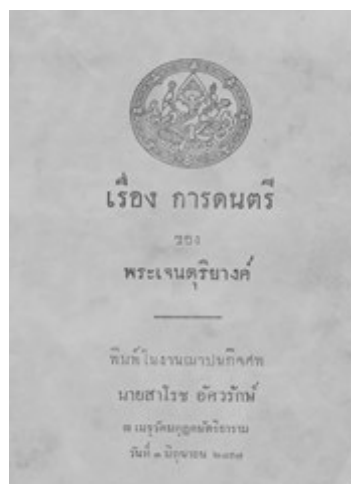 เรื่อง การดนตรี
ของ
พระเจนดุริยางค์
พิมพ์ในงานฌาปนกิจศพ
นายสาโรช อัศวรักษ์
ณ เมรุวัดมกุฏกษัตริยาราม
วันที่ ๓ มิถุนายน